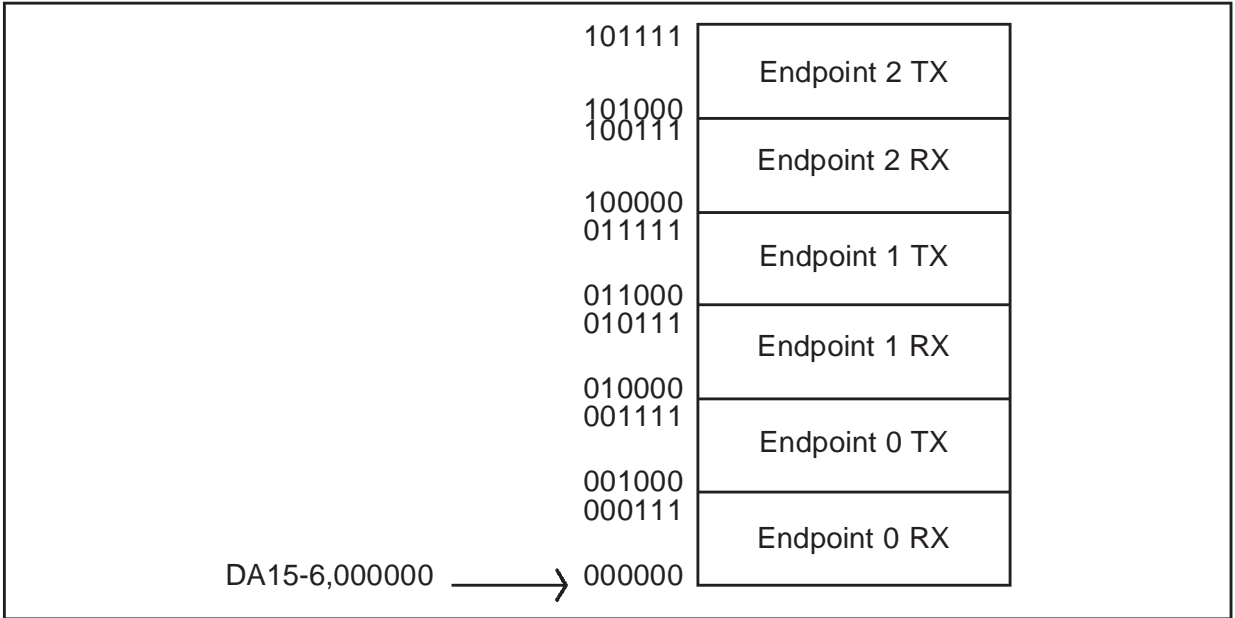 101111
Endpoint 2 TX
101000
100111
Endpoint 2 RX
100000
011111
Endpoint 1 TX
011000
010111
Endpoint 1 RX
010000
001111
Endpoint 0 TX
001000
000111
Endpoint 0 RX
DA15-6,000000 000000